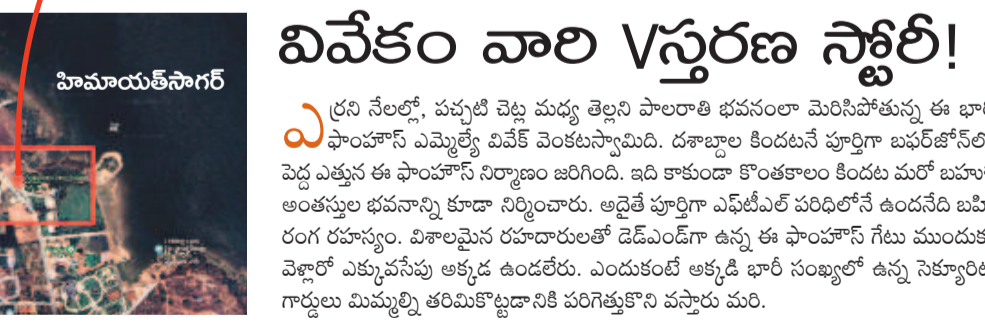 వివేకం వారి Vస్తరణ స్టోరీ!
హిమాయత్‌సాగర్
ఎర్రని నేలల్లో, పచ్చటి చెట్ల మధ్య తెల్లని పాలరాతి భవనంలా మెరిసిపోతున్న ఈ భారీ
ఫాంహౌస్ ఎమ్మెల్యే వివేక్ వెంకటస్వామిది. దశాబ్దాల కిందటనే పూర్తిగా బఫర్‌జోన్‌లో
పెద్ద ఎత్తున ఈ ఫాంహౌస్ నిర్మాణం జరిగింది. ఇది కాకుండా కొంతకాలం కిందట మరో బహుళ
అంతస్తుల భవనాన్ని కూడా నిర్మించారు. అదైతే పూర్తిగా ఎఫ్‌టీఎల్ పరిధిలోనే ఉందనేది బహి
రంగ రహస్యం. విశాలమైన రహదారులతో డెడ్‌ఎండ్‌గా ఉన్న ఈ ఫాంహౌస్ గేటు ముందుకు
వెళ్లారో ఎక్కువసేపు అక్కడ ఉండలేరు. ఎందుకంటే అక్కడి భారీ సంఖ్యలో ఉన్న సెక్యూరిటీ
గార్డులు మిమ్మల్ని తరిమికొట్టడానికి పరిగెత్తుకొని వస్తారు మరి.